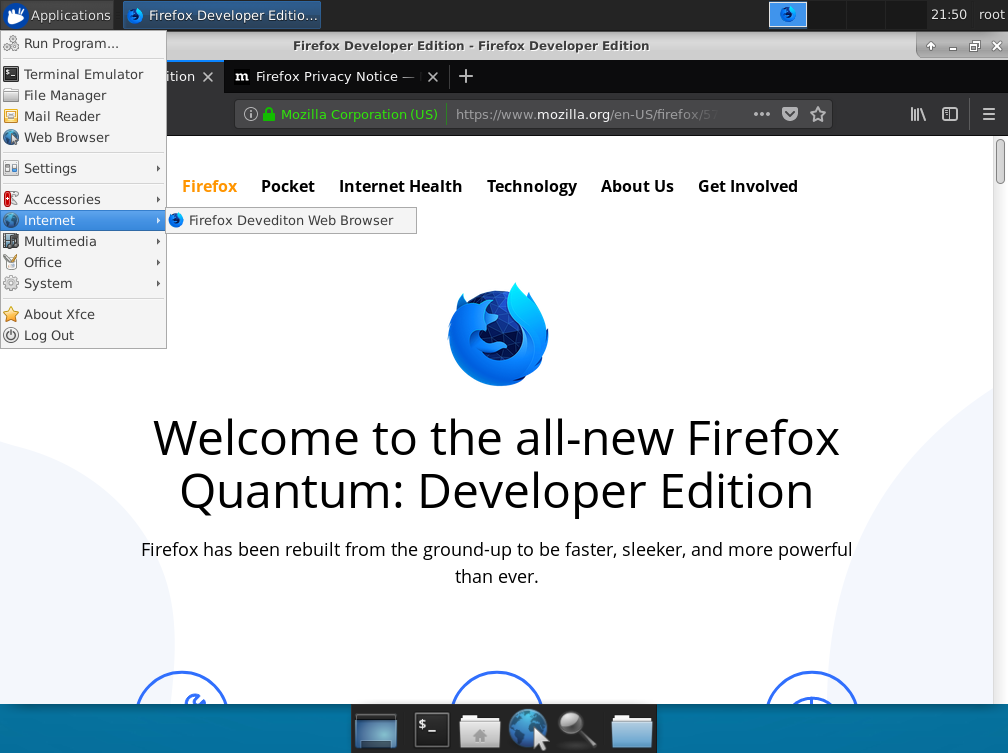 Applications
Firefox Developer Editio...
21:50
root
Run Program...
Terminal Emulator
File Manager
Mail Reader
Web Browser
Settings
Accessories
Internet
Multimedia
Office
System
About Xfce
Log Out
Firefox Devediton Web Browser
Firefox Developer Edition - Firefox Developer Edition
ition
m Firefox Privacy Notice —
Mozilla Corporation (US)
https://www.mozilla.org/en-US/firefox/57
Firefox Pocket Internet Health Technology About Us Get Involved
Welcome to the all-new Firefox
Quantum: Developer Edition
Firefox has been rebuilt from the ground-up to be faster, sleeker, and more powerful
than ever.
$_